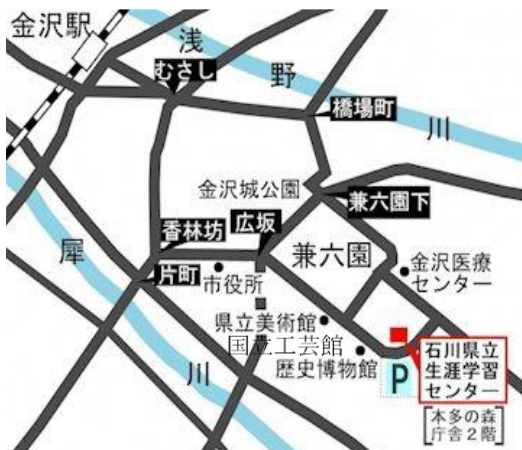 金沢駅
浅
野
川
むさし
橋場町
金沢城公園
兼六園下
香林坊
広坂
兼六園
金沢医療
センター
犀
片町
市役所
県立美術館
国立工芸館
歴史博物館
川
P
石川県立
生涯学習
センター
本多の森
庁舎2階